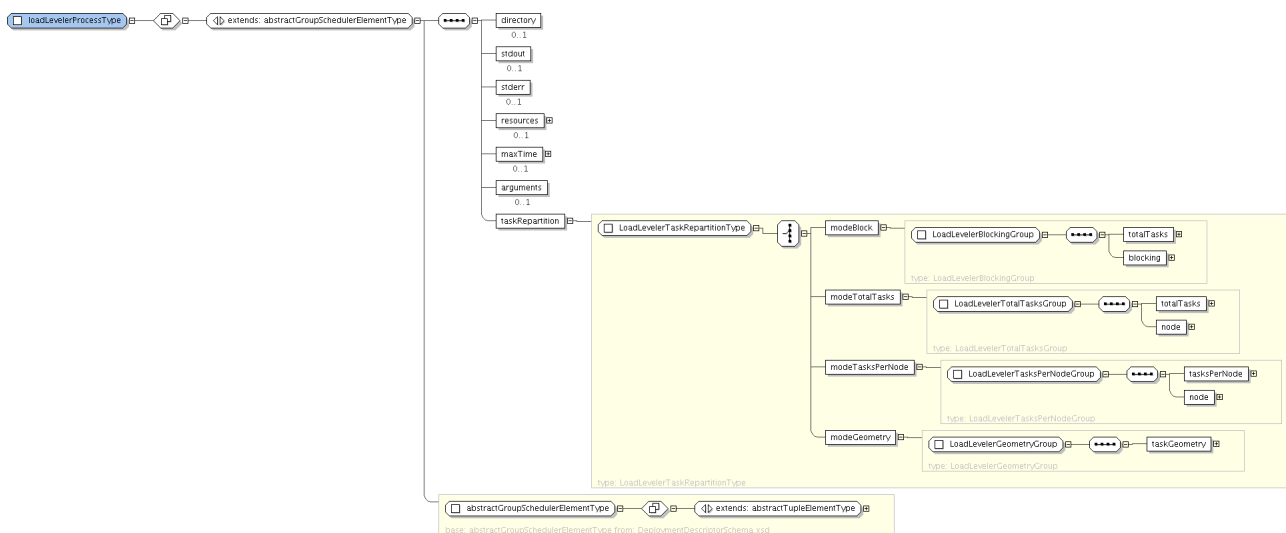 loadLevelerProcessType
extends: abstractGroupSchedulerElementType
directory
0..1
stdout
0..1
stderr
0..1
resources
0..1
maxTime
0..1
arguments
0..1
taskRepartition
LoadLevelerTaskRepartitionType
modeBlock
LoadLevelerBlockingGroup
totalTasks
blocking
type: LoadLevelerBlockingGroup
modeTotalTasks
LoadLevelerTotalTasksGroup
totalTasks
node
type: LoadLevelerTotalTasksGroup
modeTasksPerNode
LoadLevelerTasksPerNodeGroup
tasksPerNode
node
type: LoadLevelerTasksPerNodeGroup
modeGeometry
LoadLevelerGeometryGroup
taskGeometry
type: LoadLevelerGeometryGroup
type: LoadLevelerTaskRepartitionType
abstractGroupSchedulerElementType
extends: abstractTupleElementType
base: abstractGroupSchedulerElementType from: DeploymentDescriptorSchema.xsd